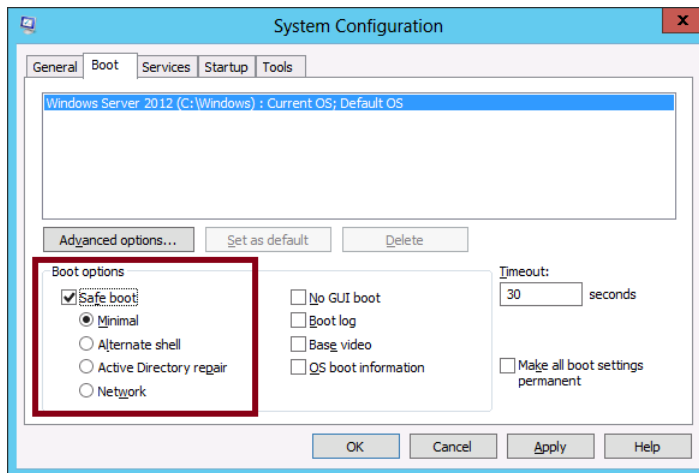 System Configuration
x
General Boot Services Startup Tools
Windows Server 2012 (C:\Windows) : Current OS; Default OS
Advanced options... Set as default Delete
Boot options
Timeout:
Safe boot No GUI boot 30 seconds
Minimal Boot log
Alternate shell Base video
Active Directory repair OS boot information Make all boot settings
permanent
Network
OK Cancel Apply Help